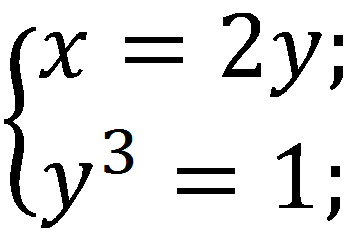 x = 2y;
y³ = 1;